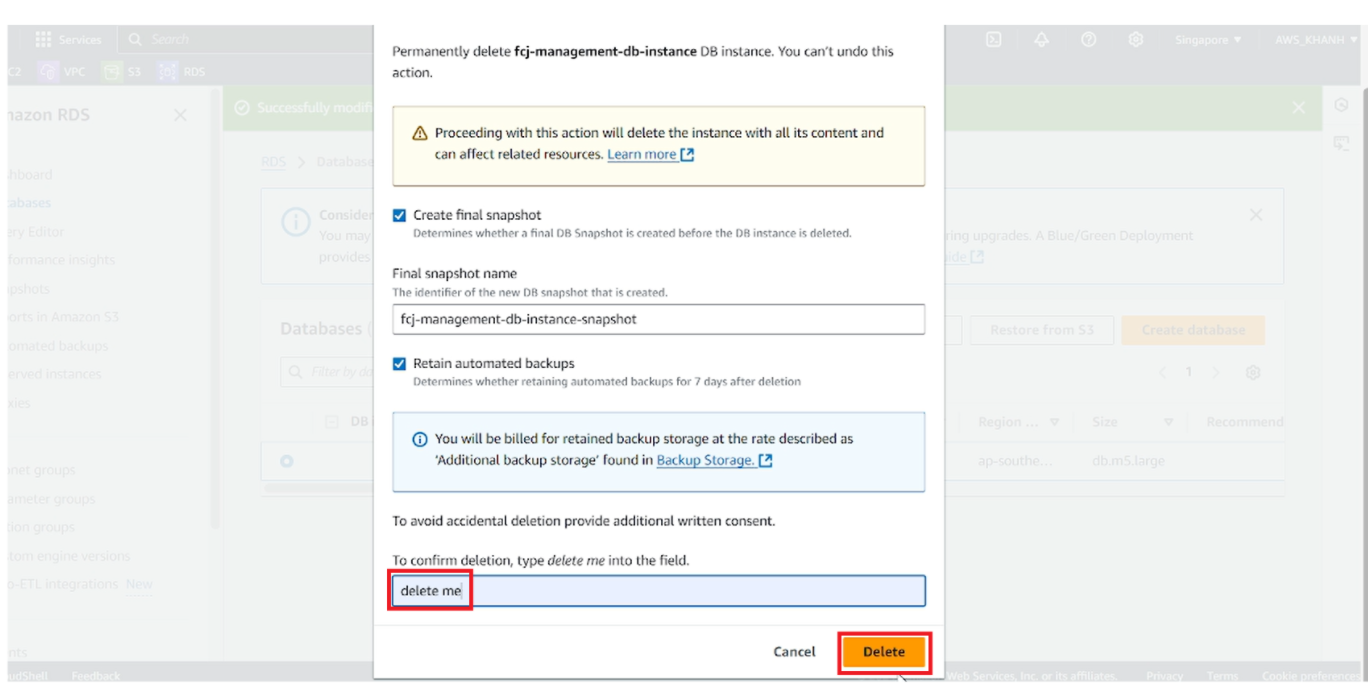 Services
Search
Singapore
AWS_KHANH
VPC
S3
RDS
Permanently delete fcj-management-db-instance DB instance. You can't undo this
action.
Successfully modif
RDS > Database
Proceeding with this action will delete the instance with all its content and
can affect related resources. Learn more
Create final snapshot
Determines whether a final DB Snapshot is created before the DB instance is deleted.
Final snapshot name
The identifier of the new DB snapshot that is created.
fcj-management-db-instance-snapshot
Retain automated backups
Determines whether retaining automated backups for 7 days after deletion
You will be billed for retained backup storage at the rate described as
'Additional backup storage' found in Backup Storage.
To avoid accidental deletion provide additional written consent.
To confirm deletion, type delete me into the field.
delete me
Cancel
Delete
mazon RDS
hboard
abases
ery Editor
formance insights
pshots
orts in Amazon S3
omated backups
erved instances
xies
net groups
ameter groups
tion groups
tom engine versions
o-ETL integrations New
nts
Consider
You may
provides
ring upgrades. A Blue/Green Deployment
ide
Databases (
Restore from S3
Create database
Filter by da
1
DB
Region ...
Size
Recommend
ap-southe...
db.m5.large
udShell
Feedback
Web Services, Inc. or its affiliates.
Privacy
Terms
Cookie preferences